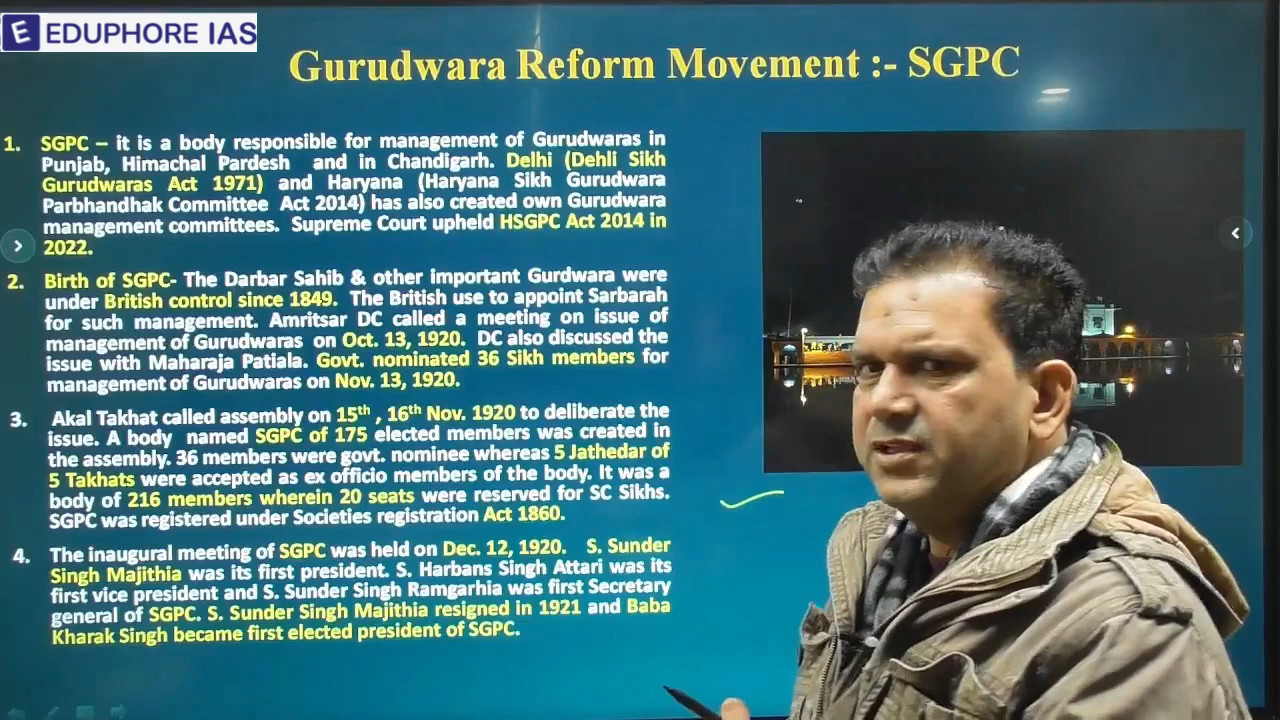 E EDUPHORE IAS
Gurudwara Reform Movement :- SGPC
1. SGPC – it is a body responsible for management of Gurudwaras in
Punjab, Himachal Pardesh and in Chandigarh. Delhi (Dehli Sikh
Gurudwaras Act 1971) and Haryana (Haryana Sikh Gurudwara
Parbhandhak Committee Act 2014) has also created own Gurudwara
management committees. Supreme Court upheld HSGPC Act 2014 in
2022.
2. Birth of SGPC- The Darbar Sahib & other important Gurdwara were
under British control since 1849. The British use to appoint Sarbarah
for such management. Amritsar DC called a meeting on issue of
management of Gurudwaras on Oct. 13, 1920. DC also discussed the
issue with Maharaja Patiala. Govt. nominated 36 Sikh members for
management of Gurudwaras on Nov. 13, 1920.
3. Akal Takhat called assembly on 15th , 16th Nov. 1920 to deliberate the
issue. A body named SGPC of 175 elected members was created in
the assembly. 36 members were govt. nominee whereas 5 Jathedar of
5 Takhats were accepted as ex officio members of the body. It was a
body of 216 members wherein 20 seats were reserved for SC Sikhs.
SGPC was registered under Societies registration Act 1860.
4. The inaugural meeting of SGPC was held on Dec. 12, 1920. S. Sunder
Singh Majithia was its first president. S. Harbans Singh Attari was its
first vice president and S. Sunder Singh Ramgarhia was first Secretary
general of SGPC. S. Sunder Singh Majithia resigned in 1921 and Baba
Kharak Singh became first elected president of SGPC.